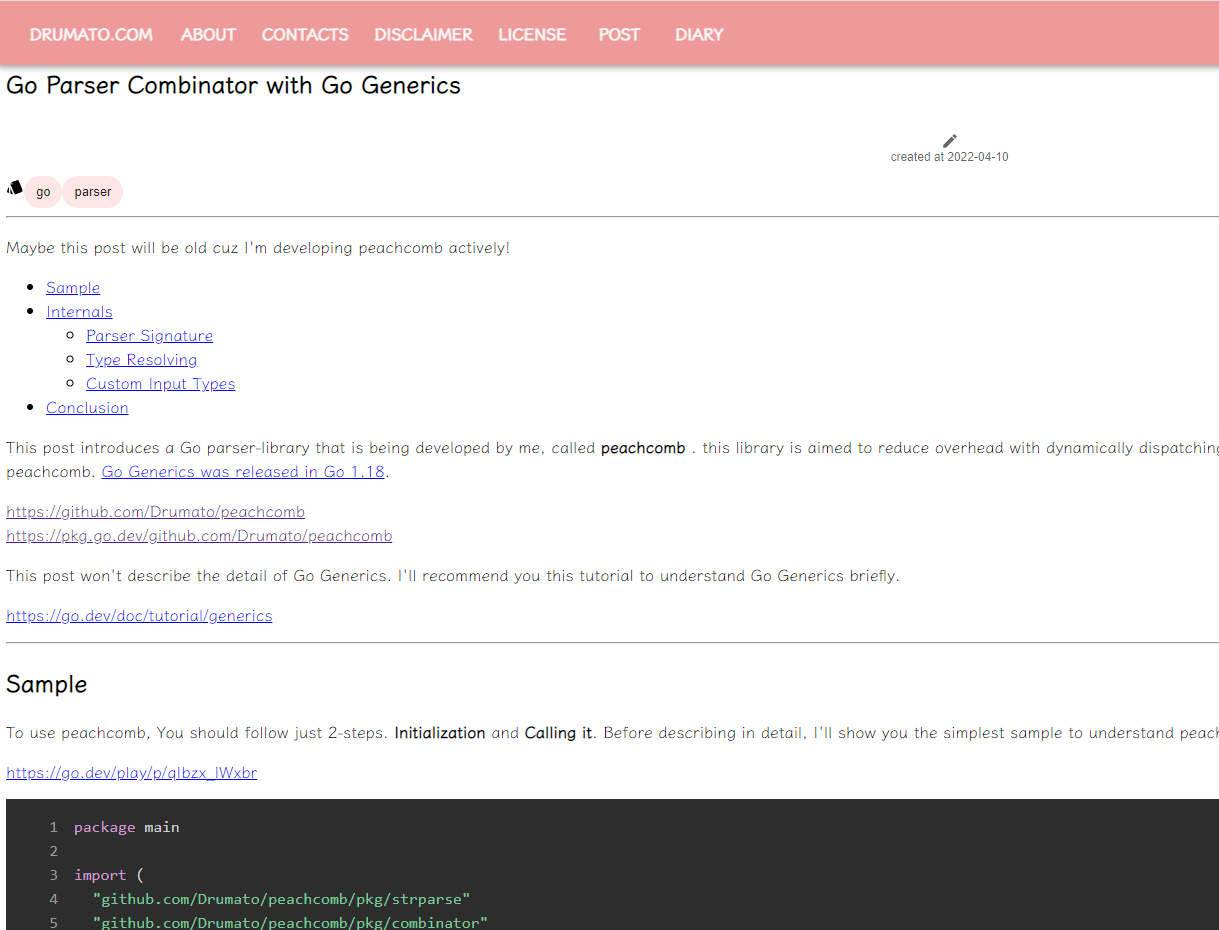 DRUMATO.COM ABOUT CONTACTS DISCLAIMER LICENSE POST DIARY
Go Parser Combinator with Go Generics
created at 2022-04-10
go parser
Maybe this post will be old cuz I'm developing peachcomb actively!
Sample
Internals
Parser Signature
Type Resolving
Custom Input Types
Conclusion
This post introduces a Go parser-library that is being developed by me, called peachcomb . this library is aimed to reduce overhead with dynamically dispatching
peachcomb. Go Generics was released in Go 1.18.
https://github.com/Drumato/peachcomb
https://pkg.go.dev/github.com/Drumato/peachcomb
This post won't describe the detail of Go Generics. I'll recommend you this tutorial to understand Go Generics briefly.
https://go.dev/doc/tutorial/generics
Sample
To use peachcomb, You should follow just 2-steps. Initialization and Calling it. Before describing in detail, I'll show you the simplest sample to understand peach
https://go.dev/play/p/qlbzx_lWxbr
1 package main
2
3 import (
4 "github.com/Drumato/peachcomb/pkg/strparse"
5 "github.com/Drumato/peachcomb/pkg/combinator"